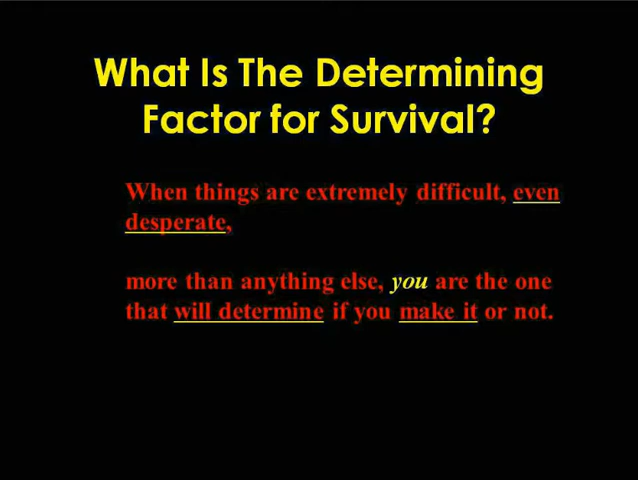 What Is The Determining
Factor for Survival?
When things are extremely difficult, even
desperate,
more than anything else, you are the one
that will determine if you make it or not.